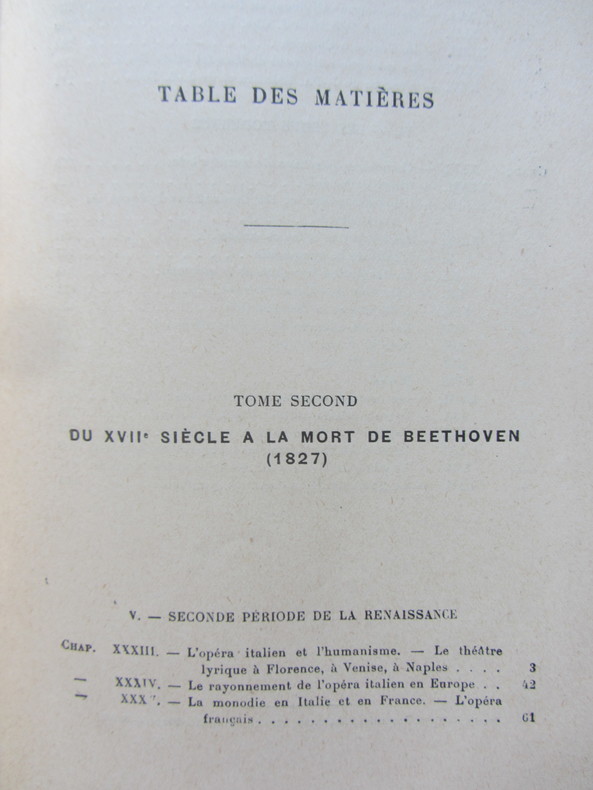 TABLE DES MATIÈRES
TOME SECOND
DU XVIIe SIÈCLE A LA MORT DE BEETHOVEN
(1827)
V. — SECONDE PÉRIODE DE LA RENAISSANCE
CHAP. XXXIII. — L'opéra italien et l'humanisme. — Le théâtre
lyrique à Florence, à Venise, à Naples . . . . 3
— XXXIV. — Le rayonnement de l'opéra italien en Europe . . 42
— — La monodie en Italie et en France. — L'opéra
français . . . . . . . . . . . . . . . . . . . 61